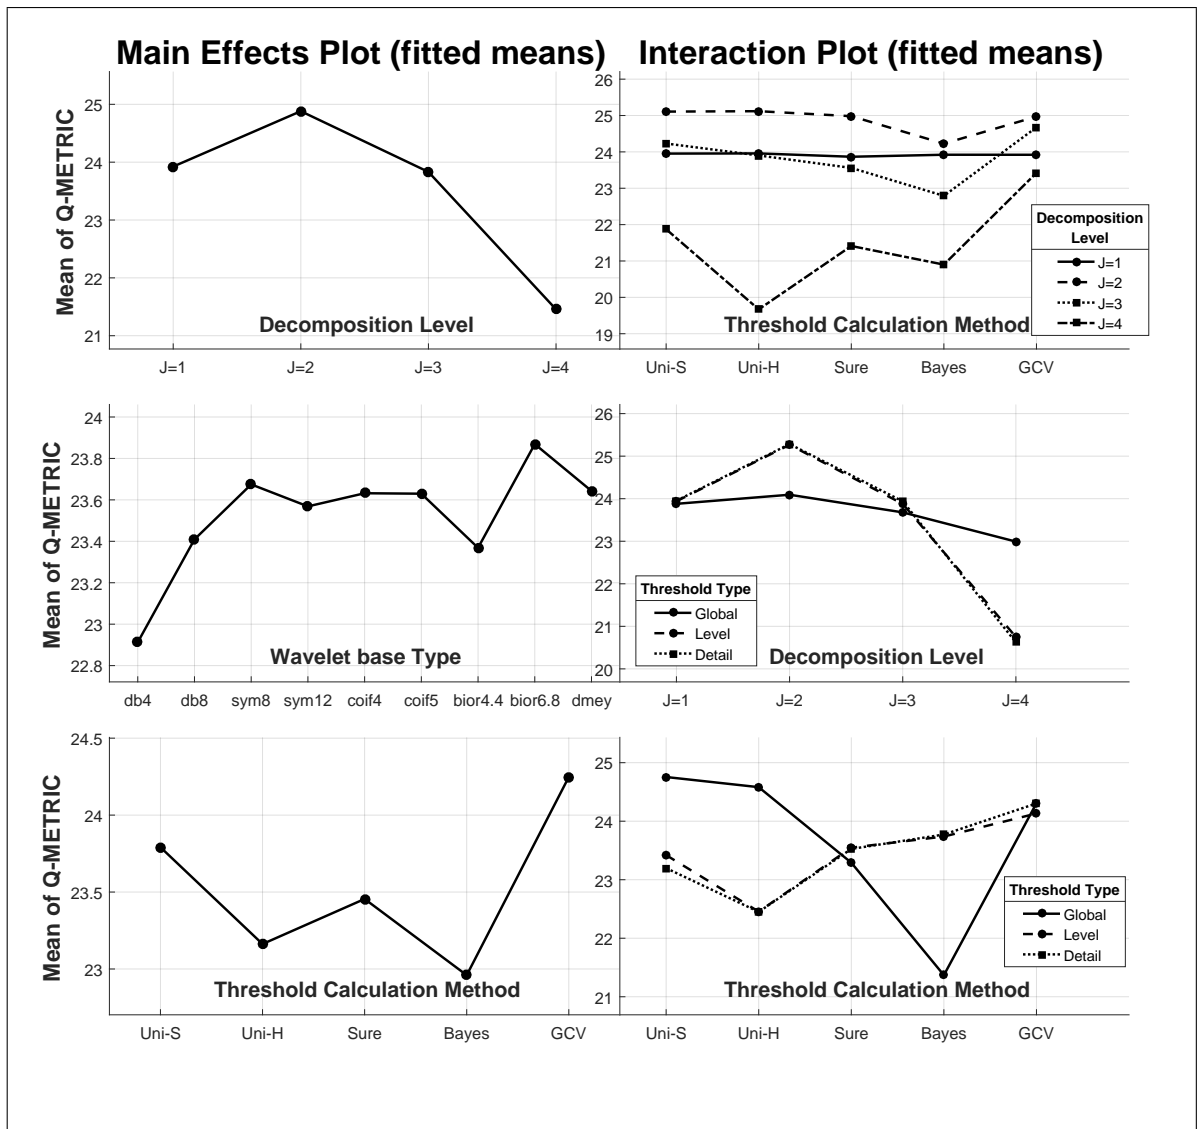 Main Effects Plot (fitted means)
Interaction Plot (fitted means)
Mean of Q-METRIC
25
24
23
22
21
Decomposition Level
J=1 J=2 J=3 J=4
26
25
24
23
22
21
20
19
Decomposition
Level
J=1
J=2
J=3
J=4
Threshold Calculation Method
Uni-S Uni-H Sure Bayes GCV
Mean of Q-METRIC
24
23.8
23.6
23.4
23.2
23
22.8
Wavelet base Type
db4 db8 sym8 sym12 coif4 coif5 bior4.4 bior6.8 dmey
26
25
24
23
22
21
20
Threshold Type
Global
Level
Detail
Decomposition Level
J=1 J=2 J=3 J=4
Mean of Q-METRIC
24.5
24
23.5
23
Threshold Calculation Method
Uni-S Uni-H Sure Bayes GCV
25
24
23
22
21
Threshold Type
Global
Level
Detail
Threshold Calculation Method
Uni-S Uni-H Sure Bayes GCV